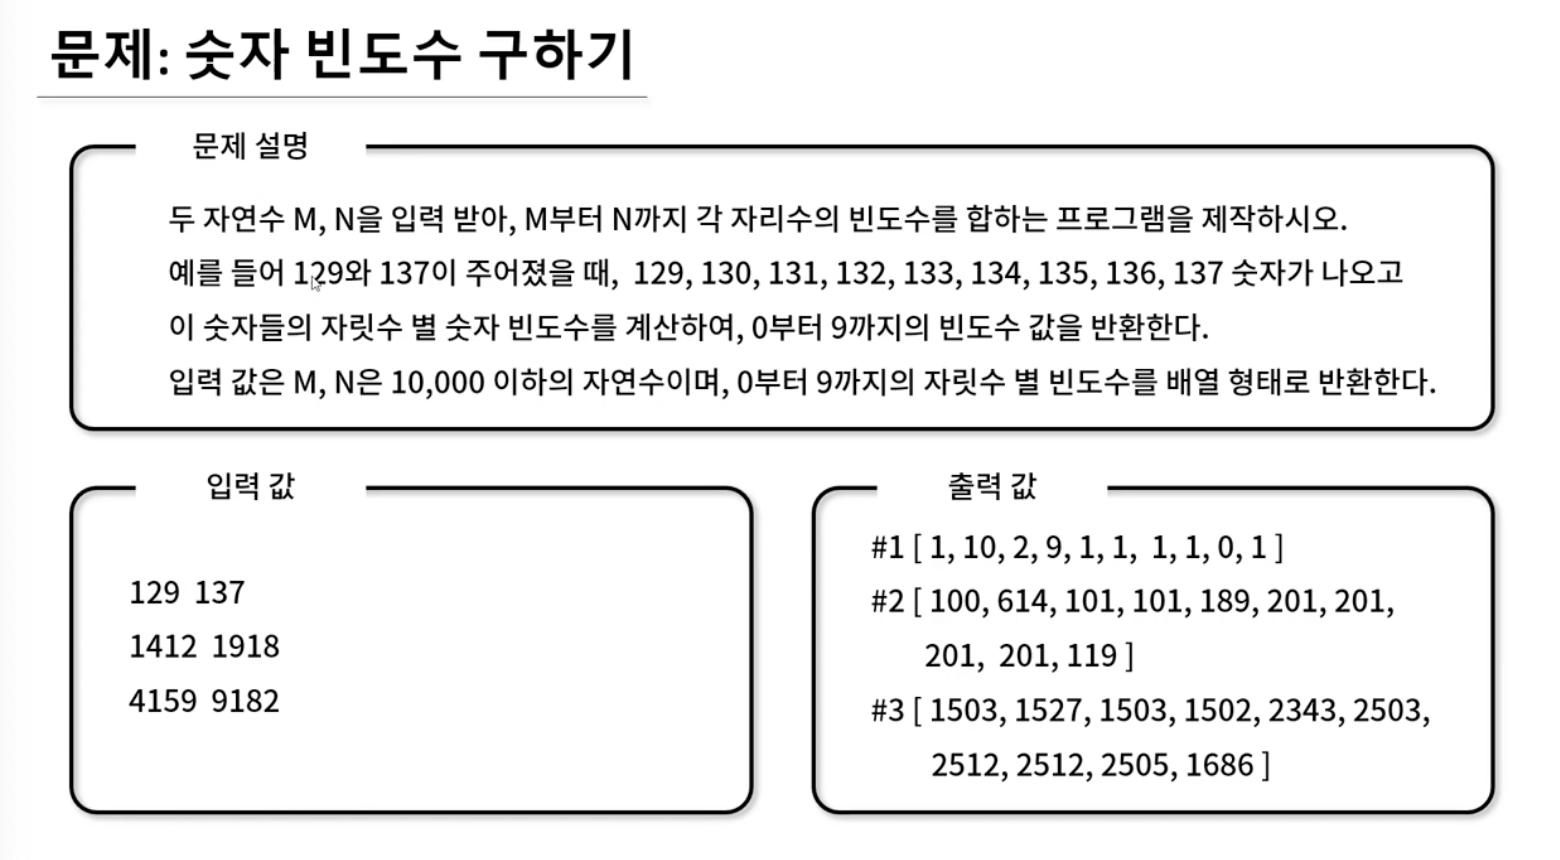 문제: 숫자 빈도수 구하기
문제 설명
두 자연수 M, N을 입력 받아, M부터 N까지 각 자리수의 빈도수를 합하는 프로그램을 제작하시오.
예를 들어 129와 137이 주어졌을 때, 129, 130, 131, 132, 133, 134, 135, 136, 137 숫자가 나오고
이 숫자들의 자릿수 별 숫자 빈도수를 계산하여, 0부터 9까지의 빈도수 값을 반환한다.
입력 값은 M, N은 10,000 이하의 자연수이며, 0부터 9까지의 자릿수 별 빈도수를 배열 형태로 반환한다.
입력 값
129 137
1412 1918
4159 9182
출력 값
#1 [ 1, 10, 2, 9, 1, 1, 1, 1, 0, 1 ]
#2 [ 100, 614, 101, 101, 189, 201, 201,
201, 201, 119 ]
#3 [ 1503, 1527, 1503, 1502, 2343, 2503,
2512, 2512, 2505, 1686 ]